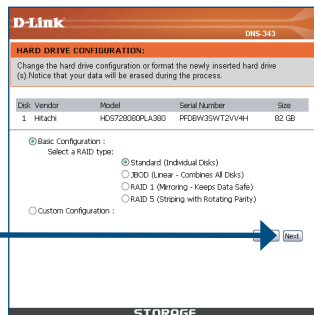 D-Link
DNS-343
HARD DRIVE CONFIGURATION:
Change the hard drive configuration or format the newly inserted hard drive
(s).Notice that your data will be erased during the process.
Disk Vendor Model Serial Number Size
1 Hitachi HDS728080PLA380 PFDBW3SWT2VV4H 82 GB
Basic Configuration :
Select a RAID type:
Standard (Individual Disks)
JBOD (Linear - Combines All Disks)
RAID 1 (Mirroring - Keeps Data Safe)
RAID 5 (Striping with Rotating Parity)
Custom Configuration :
Next
STORAGE